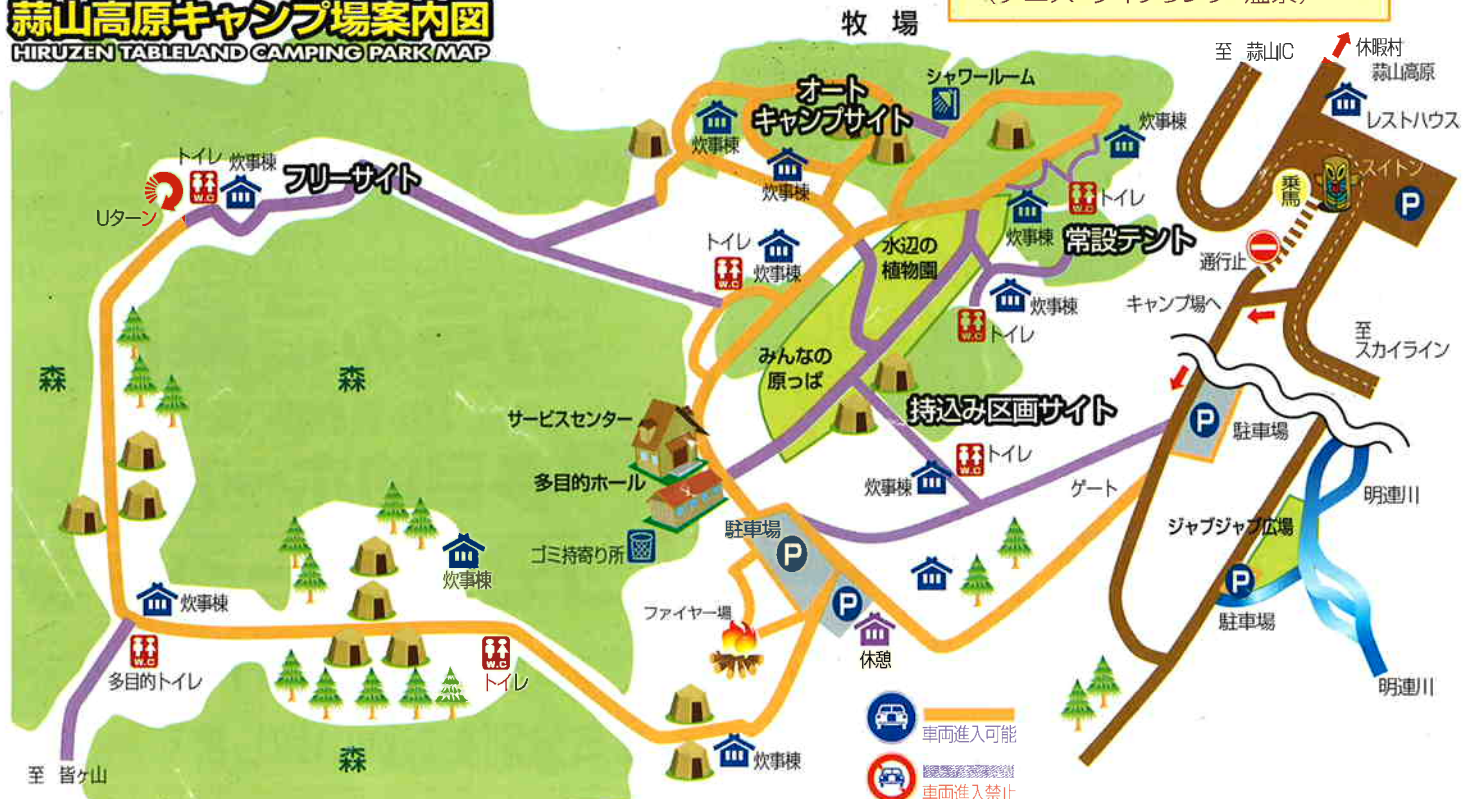 蒜山高原キャンプ場案内図
HIRUZEN TABLELAND CAMPING PARK MAP
牧場
至 蒜山IC
休暇村
蒜山高原
レストハウス
スイトン
P
乗馬
通行止
キャンプ場へ
至
スカイライン
シャワールーム
オート
キャンプサイト
炊事棟
炊事棟
炊事棟
トイレ
W.C
炊事棟
常設テント
炊事棟
トイレ
W.C
トイレ
W.C
炊事棟
フリーサイト
Uターン
トイレ
W.C
炊事棟
水辺の
植物園
みんなの
原っぱ
持込み区画サイト
トイレ
W.C
炊事棟
ゲート
P
駐車場
明連川
ジャブジャブ広場
P
駐車場
明連川
森
森
サービスセンター
多目的ホール
ゴミ持寄り所
駐車場
P
P
休憩
ファイヤー場
炊事棟
炊事棟
W.C
多目的トイレ
W.C
トイレ
至 皆ヶ山
森
炊事棟
車両進入可能
車両進入禁止